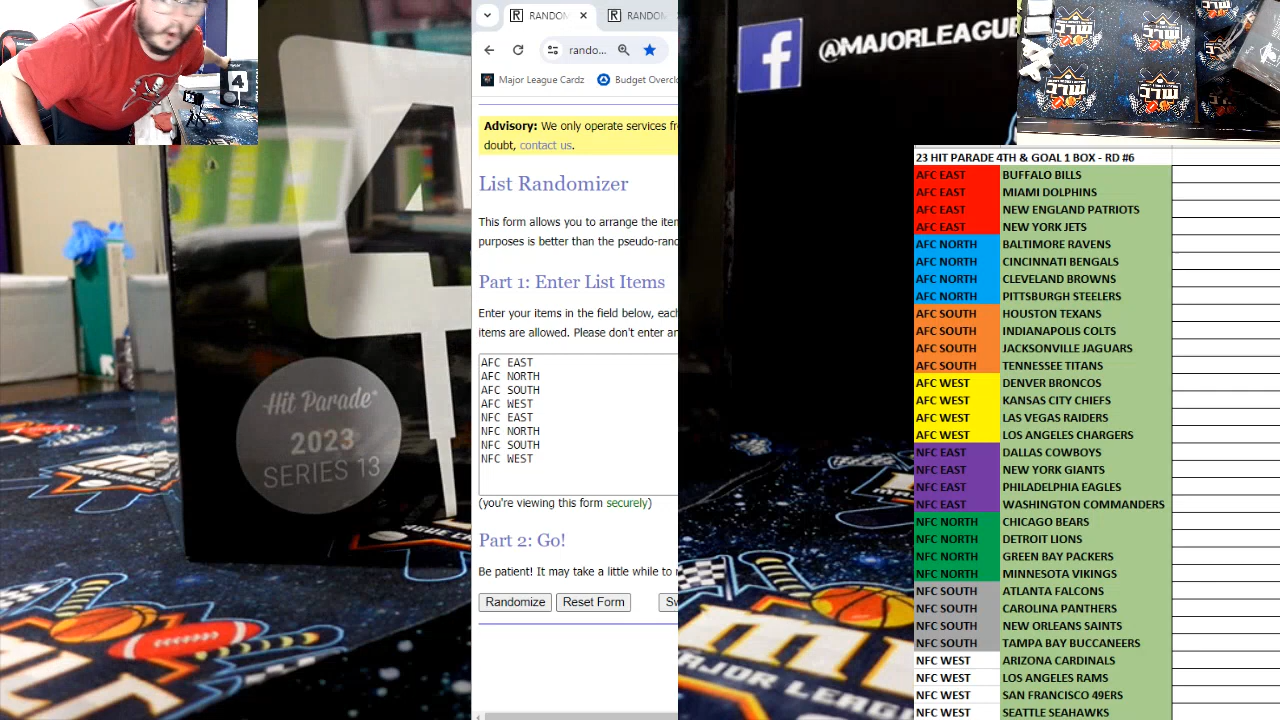 4
RANDOM
RANDOM
rando...
Major League Cardz
Budget Overclo
Advisory: We only operate services fr
doubt, contact us.
List Randomizer
This form allows you to arrange the iter
purposes is better than the pseudo-rand
Part 1: Enter List Items
Enter your items in the field below, eac
items are allowed. Please don't enter an
AFC EAST
AFC NORTH
AFC SOUTH
AFC WEST
NFC EAST
NFC NORTH
NFC SOUTH
NFC WEST
(you're viewing this form securely)
Part 2: Go!
Be patient! It may take a little while to r
Randomize
Reset Form
Sw
4
Hit Parade
2023
SERIES 13
f
@MAJORLEAGU
MAJOR LEAG
23 HIT PARADE 4TH & GOAL 1 BOX - RD #6
AFC EAST BUFFALO BILLS
AFC EAST MIAMI DOLPHINS
AFC EAST NEW ENGLAND PATRIOTS
AFC EAST NEW YORK JETS
AFC NORTH BALTIMORE RAVENS
AFC NORTH CINCINNATI BENGALS
AFC NORTH CLEVELAND BROWNS
AFC NORTH PITTSBURGH STEELERS
AFC SOUTH HOUSTON TEXANS
AFC SOUTH INDIANAPOLIS COLTS
AFC SOUTH JACKSONVILLE JAGUARS
AFC SOUTH TENNESSEE TITANS
AFC WEST DENVER BRONCOS
AFC WEST KANSAS CITY CHIEFS
AFC WEST LAS VEGAS RAIDERS
AFC WEST LOS ANGELES CHARGERS
NFC EAST DALLAS COWBOYS
NFC EAST NEW YORK GIANTS
NFC EAST PHILADELPHIA EAGLES
NFC EAST WASHINGTON COMMANDERS
NFC NORTH CHICAGO BEARS
NFC NORTH DETROIT LIONS
NFC NORTH GREEN BAY PACKERS
NFC NORTH MINNESOTA VIKINGS
NFC SOUTH ATLANTA FALCONS
NFC SOUTH CAROLINA PANTHERS
NFC SOUTH NEW ORLEANS SAINTS
NFC SOUTH TAMPA BAY BUCCANEERS
NFC WEST ARIZONA CARDINALS
NFC WEST LOS ANGELES RAMS
NFC WEST SAN FRANCISCO 49ERS
NFC WEST SEATTLE SEAHAWKS